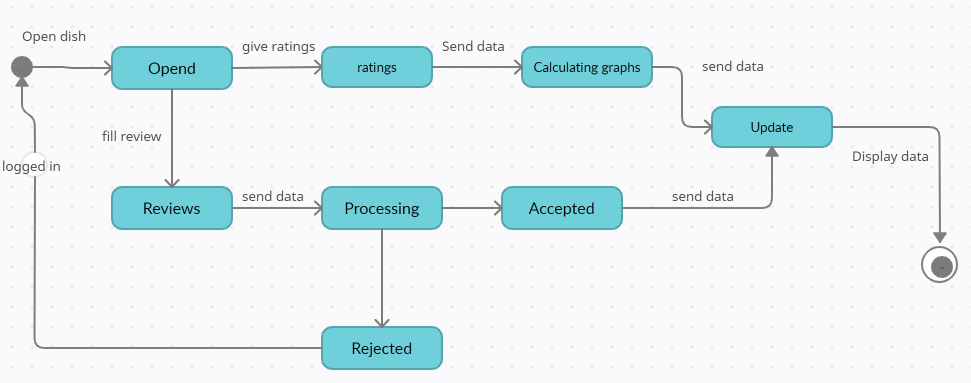 Open dish
give ratings
Send data
Opend
ratings
Calculating graphs
send data
Update
fill review
Display data
logged in
Reviews
send data
Processing
Accepted
send data
Rejected